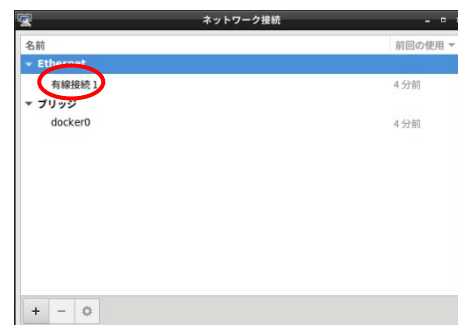 ネットワーク接続
名前 前回の使用
Ethernet
有線接続 1 4 分前
ブリッジ
docker0 4 分前